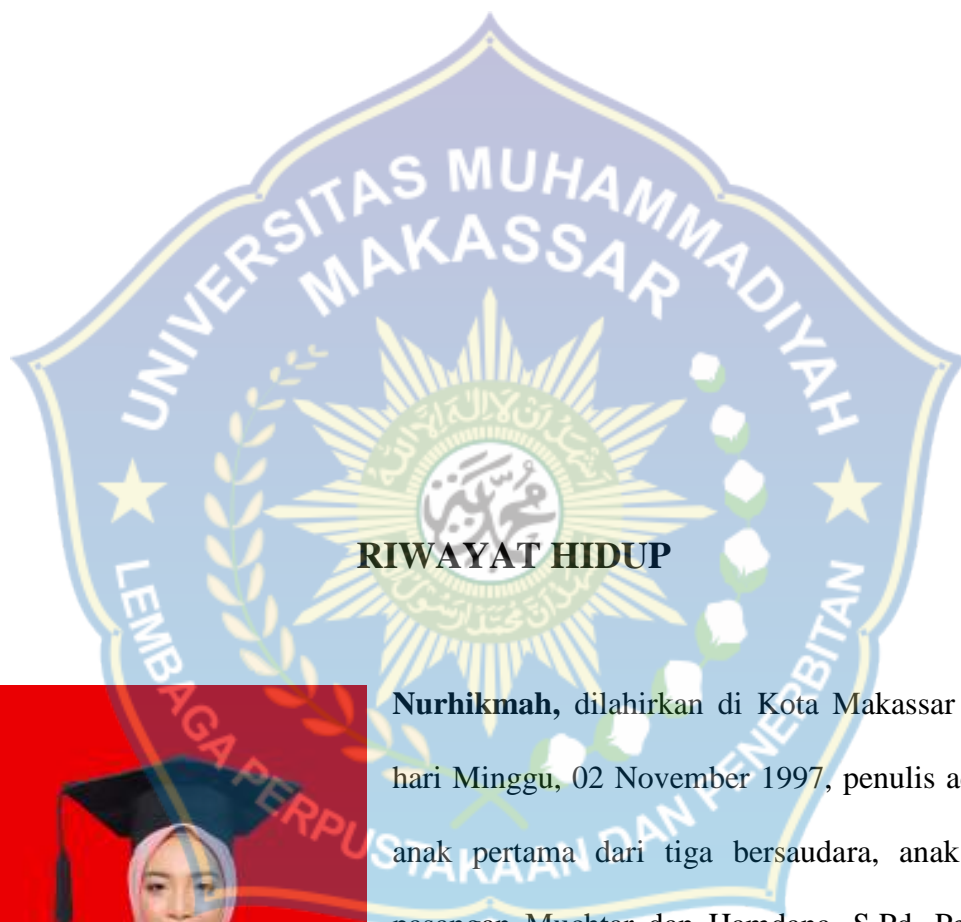 UNIVERSITAS MUHAMMADIYAH
MAKASSAR
محمدية
RIWAYAT HIDUP
LEMBAGA PERPUSTAKAAN DAN PENERBITAN
Nurhikmah, dilahirkan di Kota Makassar
hari Minggu, 02 November 1997, penulis
anak pertama dari tiga bersaudara, anak